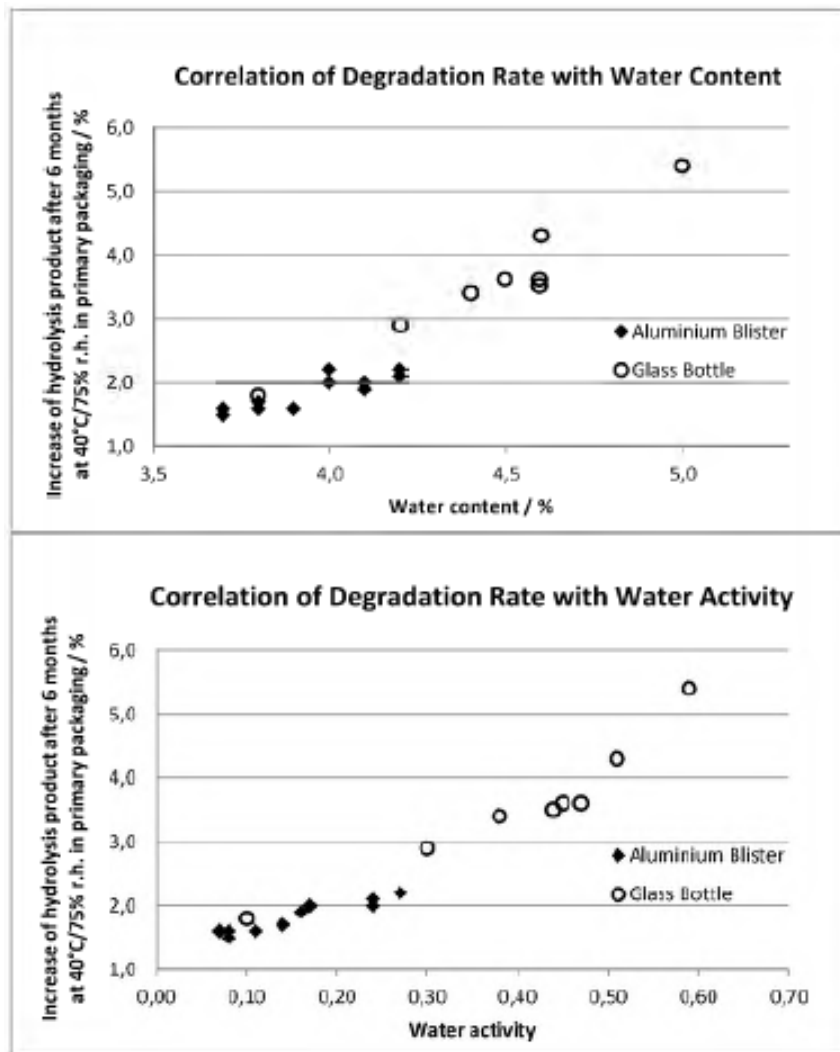 Correlation of Degradation Rate with Water Content
Increase of hydrolysis product after 6 months
at 40°C/75% r.h. in primary packaging / %
6,0
5,0
4,0
3,0
2,0
1,0
Aluminium Blister
Glass Bottle
3,5
4,0
4,5
5,0
Water content / %
Correlation of Degradation Rate with Water Activity
Increase of hydrolysis product after 6 months
at 40°C/75% r.h. in primary packaging / %
6,0
5,0
4,0
3,0
2,0
1,0
Aluminium Blister
Glass Bottle
0,00
0,10
0,20
0,30
0,40
0,50
0,60
0,70
Water activity